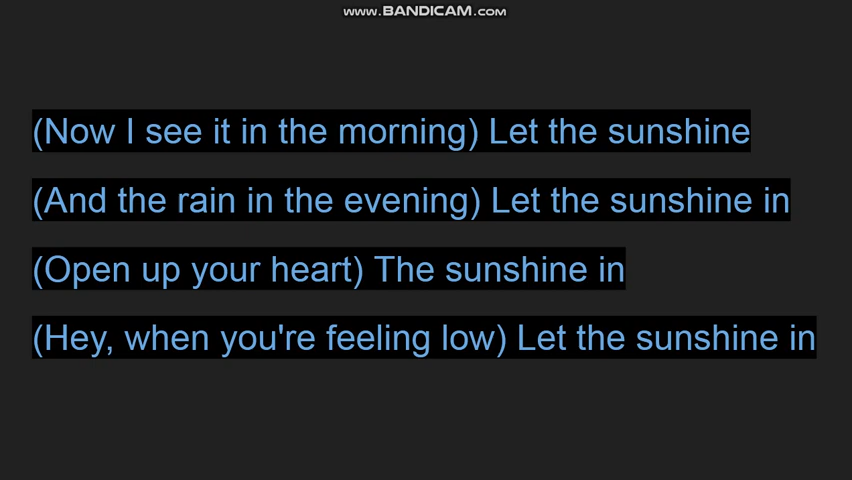 www.BANDICAM.com
(Now I see it in the morning) Let the sunshine
(And the rain in the evening) Let the sunshine in
(Open up your heart) The sunshine in
(Hey, when you're feeling low) Let the sunshine in